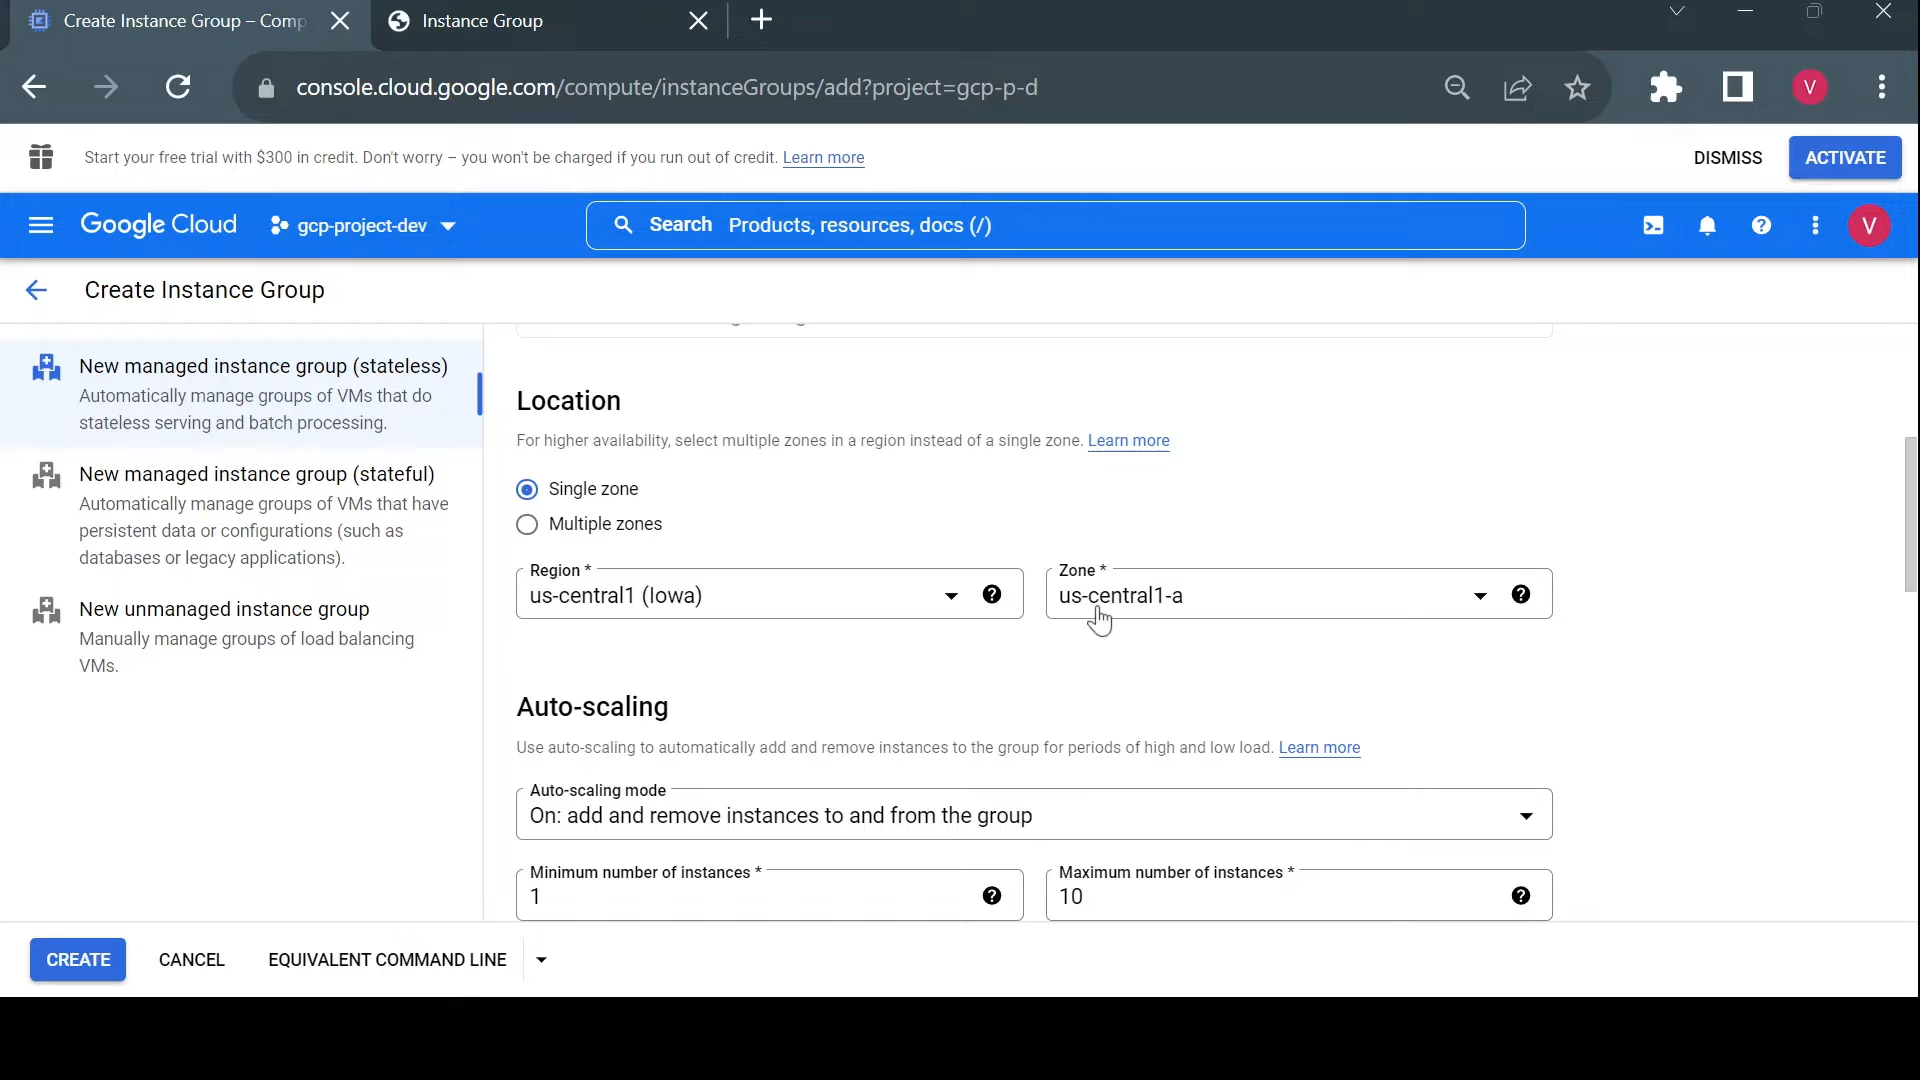 Create Instance Group – Comp
Instance Group
console.cloud.google.com/compute/instanceGroups/add?project=gcp-p-d
V
Start your free trial with $300 in credit. Don't worry – you won't be charged if you run out of credit. Learn more
DISMISS
ACTIVATE
Google Cloud
gcp-project-dev
Search Products, resources, docs (/)
V
Create Instance Group
New managed instance group (stateless)
Automatically manage groups of VMs that do
stateless serving and batch processing.
New managed instance group (stateful)
Automatically manage groups of VMs that have
persistent data or configurations (such as
databases or legacy applications).
New unmanaged instance group
Manually manage groups of load balancing
VMs.
Location
For higher availability, select multiple zones in a region instead of a single zone. Learn more
Single zone
Multiple zones
Region *
us-central1 (Iowa)
Zone *
us-central1-a
Auto-scaling
Use auto-scaling to automatically add and remove instances to the group for periods of high and low load. Learn more
Auto-scaling mode
On: add and remove instances to and from the group
Minimum number of instances *
1
Maximum number of instances *
10
CREATE
CANCEL
EQUIVALENT COMMAND LINE